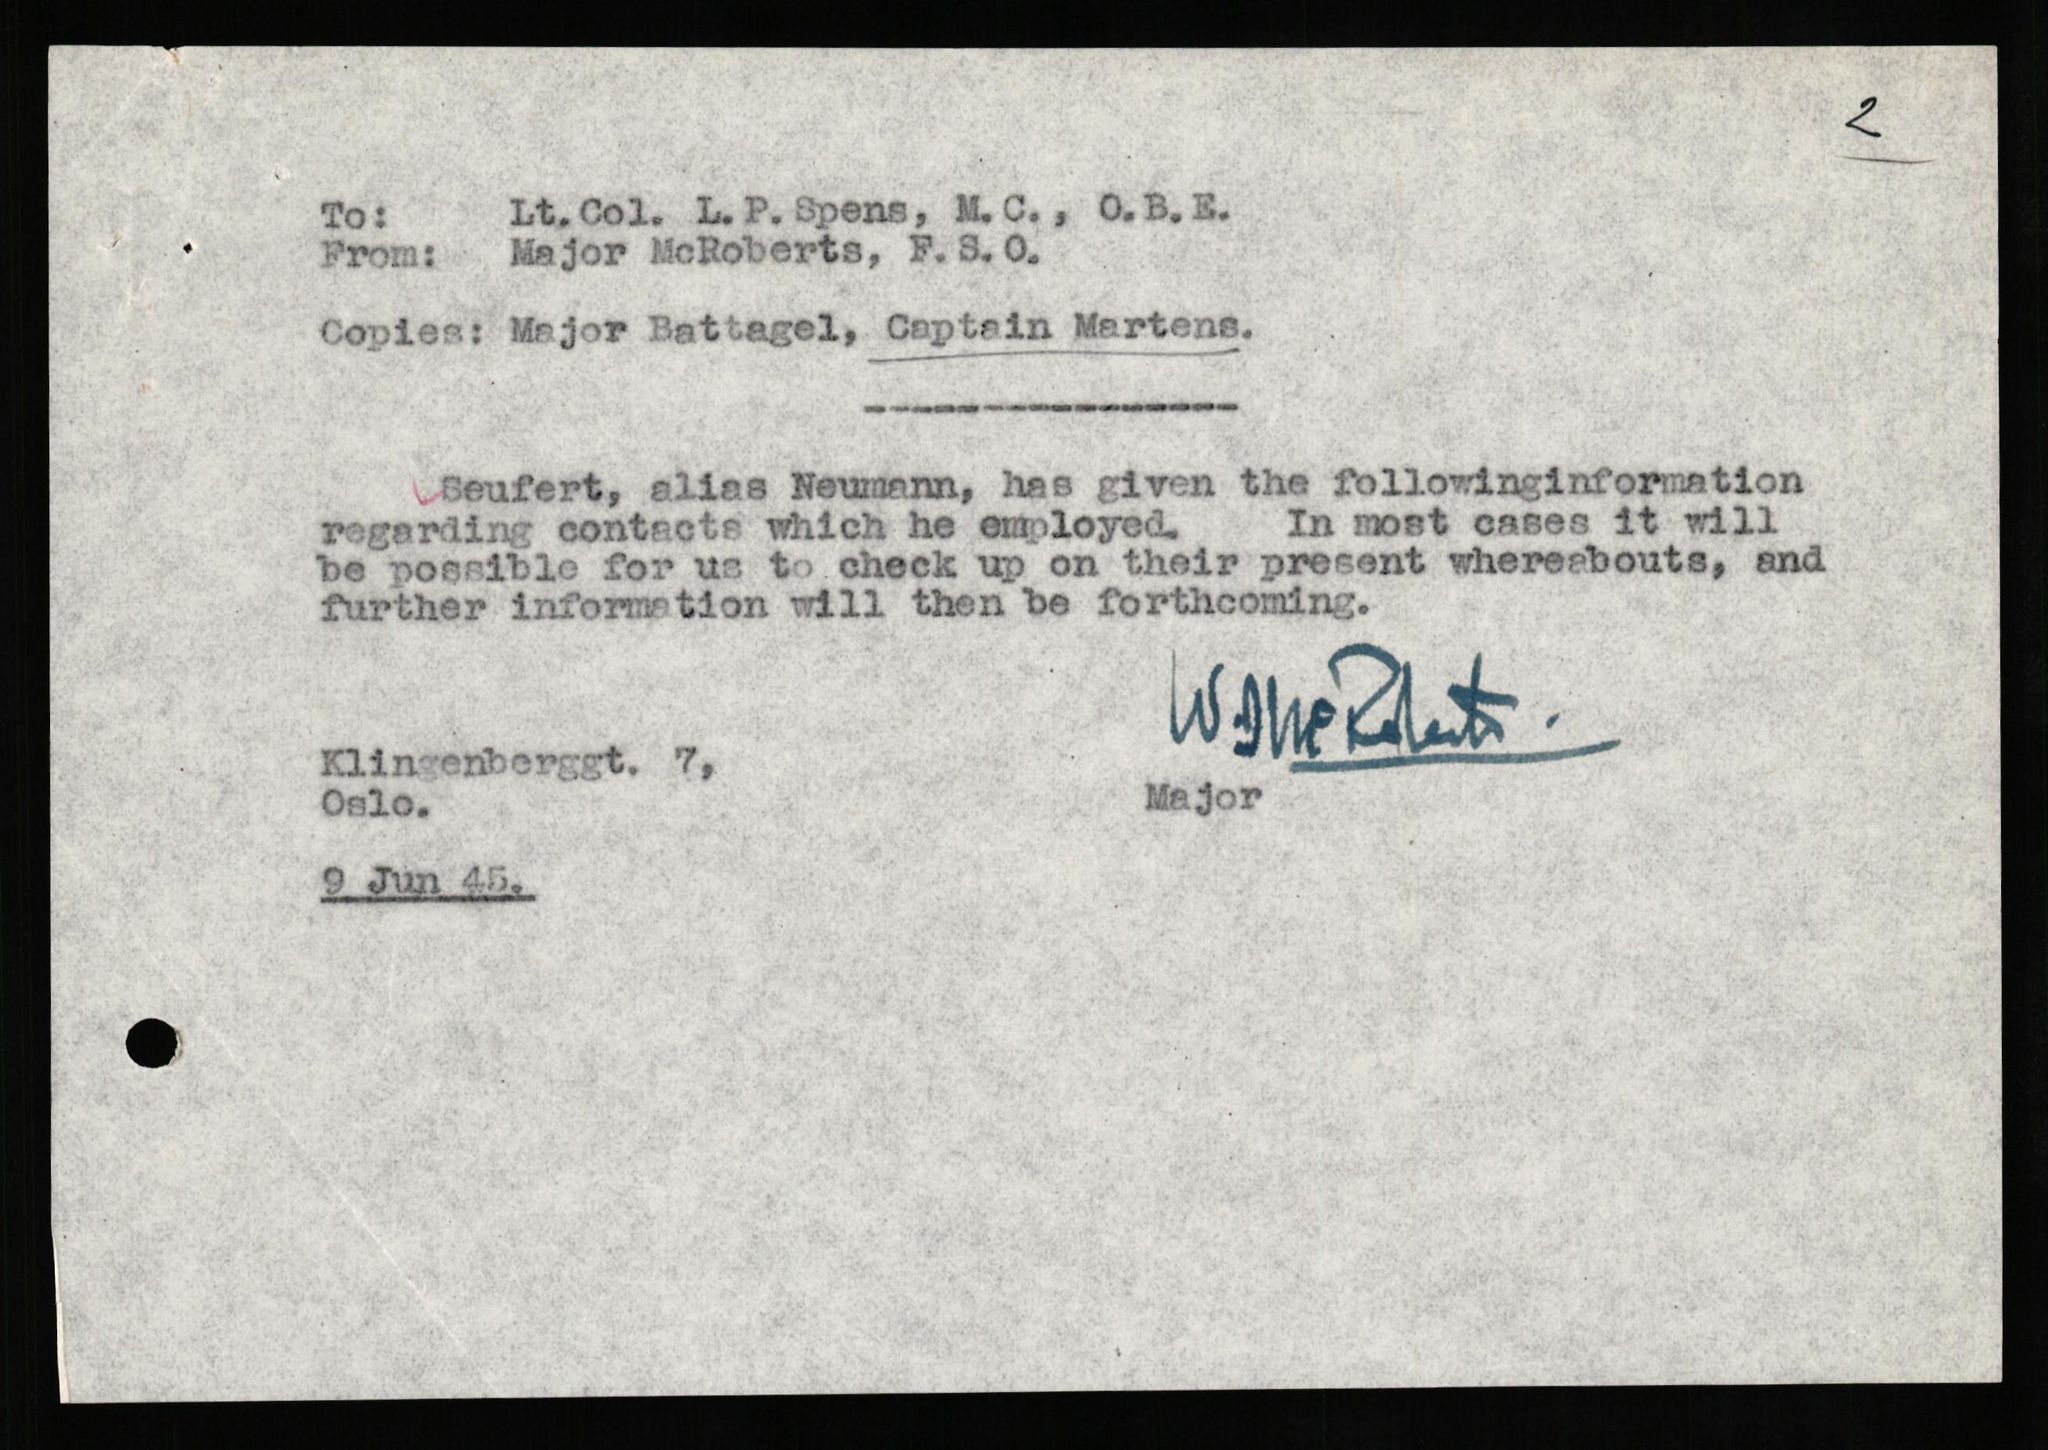 2
To: Lt.Col. L.P.Spens, M.C., O.B.E.
From: Major McRoberts, F.S.O.
Copies: Major Battagel, Captain Martens.
-----------------
Seufert, alias Neumann, has given the followinginformation
regarding contacts which he employed. In most cases it will
be possible for us to check up on their present whereabouts, and
further information will then be forthcoming.
McRoberts.
Klingenberggt. 7,
Oslo.
Major
9 Jun 45.